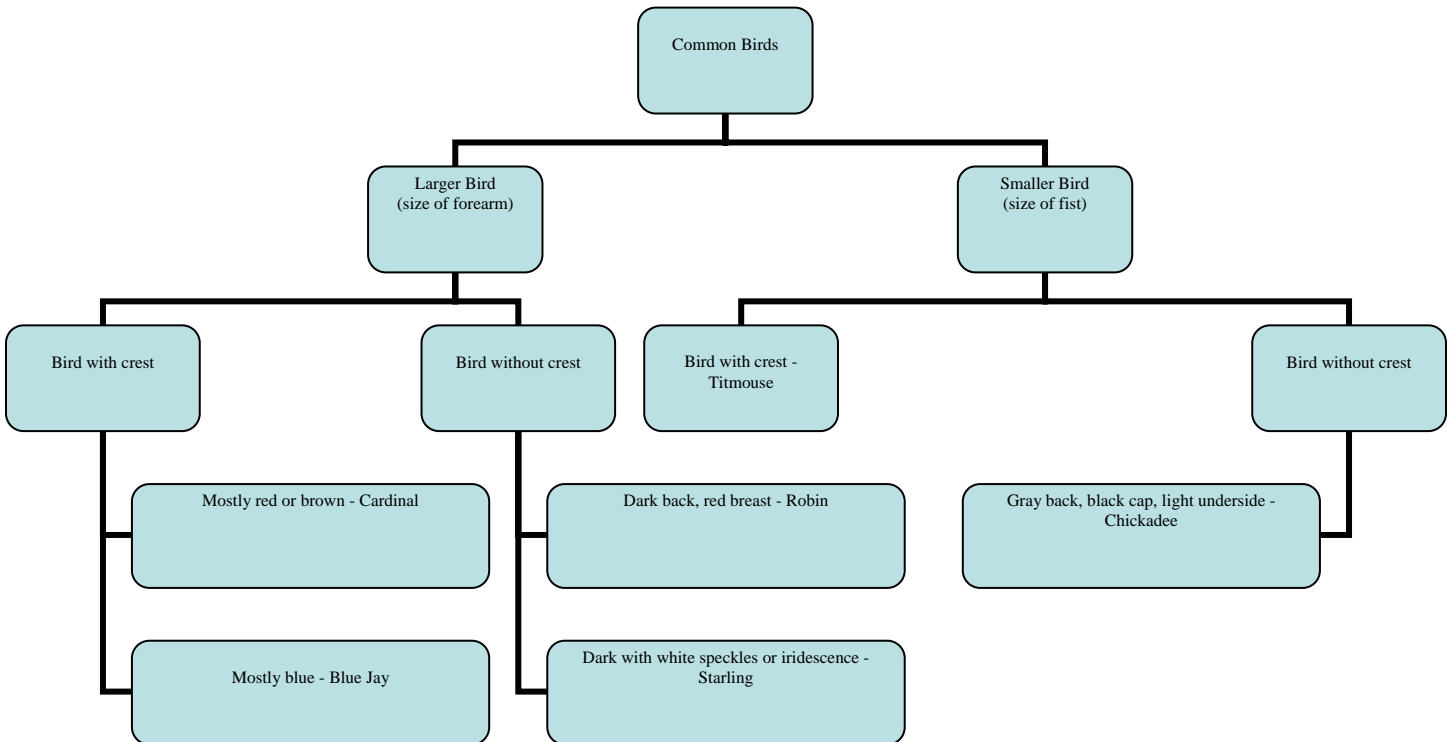 Common Birds
Larger Bird
(size of forearm)
Smaller Bird
(size of fist)
Bird with crest
Bird without crest
Bird with crest -
Titmouse
Bird without crest
Mostly red or brown - Cardinal
Dark back, red breast - Robin
Gray back, black cap, light underside -
Chickadee
Mostly blue - Blue Jay
Dark with white speckles or iridescence -
Starling